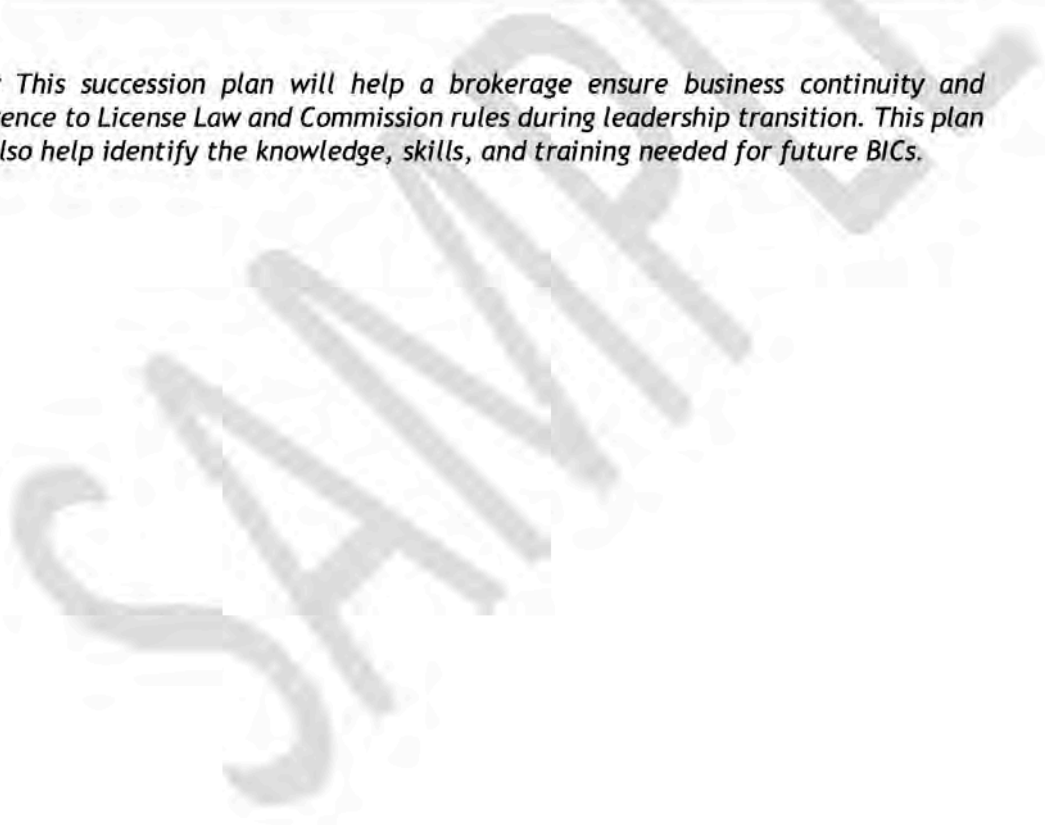 : This succession plan will help a brokerage ensure business continuity and
ence to License Law and Commission rules during leadership transition. This plan
lso help identify the knowledge, skills, and training needed for future BICs.
SAMPLE